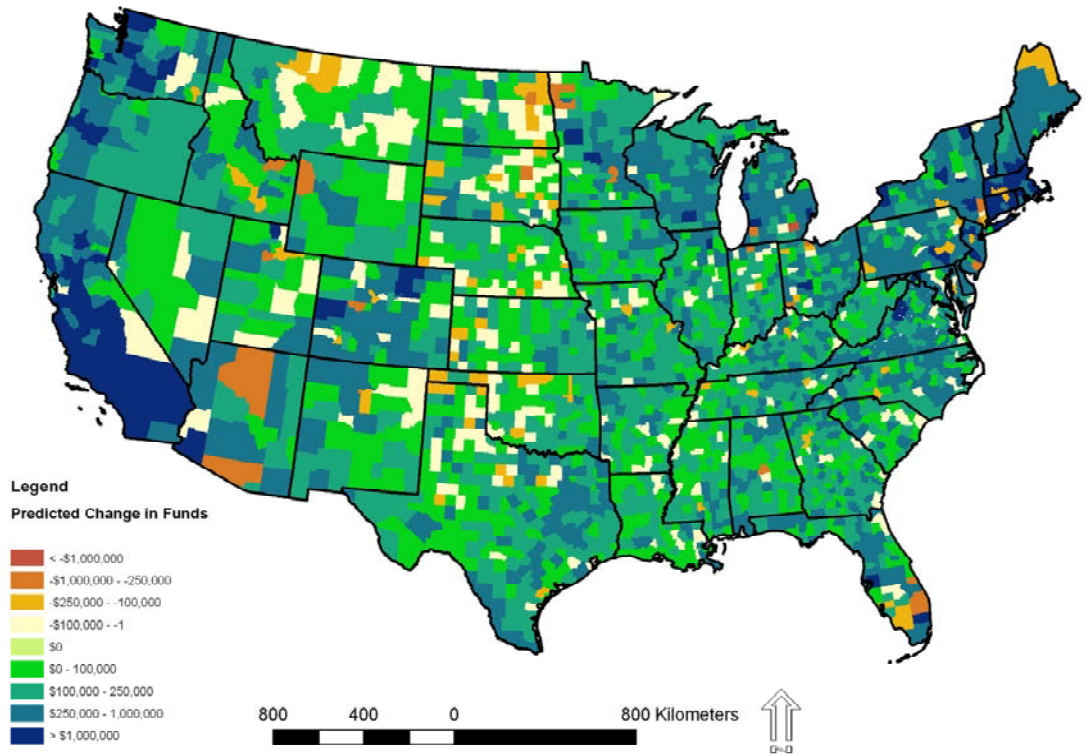 Legend
Predicted Change in Funds
< -$1,000,000
-$1,000,000 - -250,000
-$250,000 - -100,000
-$100,000 - -1
$0
$0 - 100,000
$100,000 - 250,000
$250,000 - 1,000,000
> $1,000,000
800 400 0 800 Kilometers